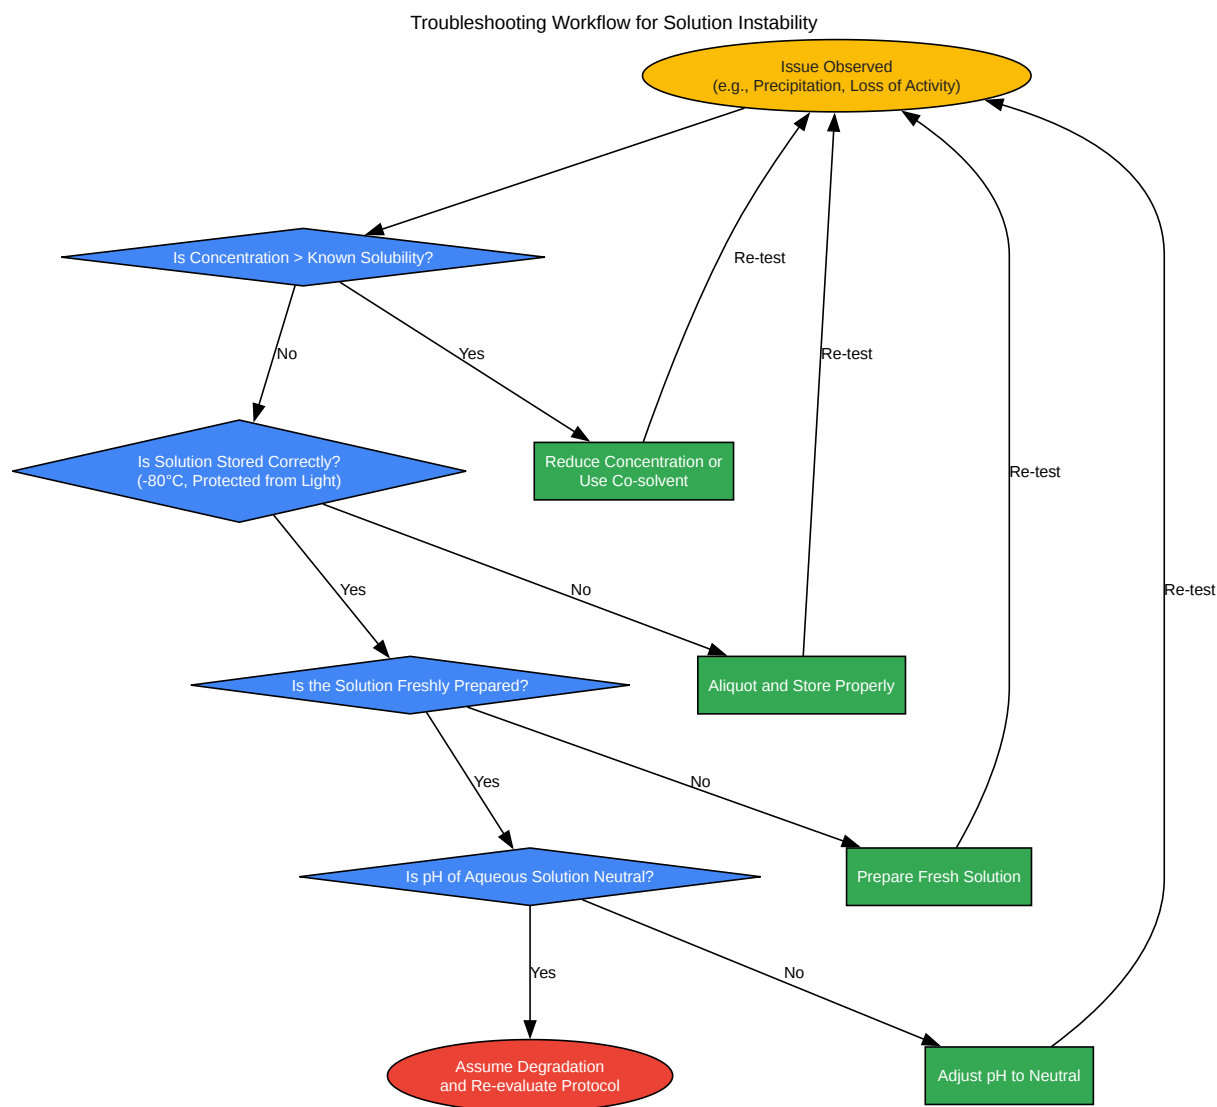 Troubleshooting Workflow for Solution Instability
Issue Observed
(e.g., Precipitation, Loss of Activity)
Is Concentration > Known Solubility?
Re-test
No
Yes
Re-test
Is Solution Stored Correctly?
(-80°C, Protected from Light)
Reduce Concentration or
Use Co-solvent
Re-test
Yes
No
Re-test
Is the Solution Freshly Prepared?
Aliquot and Store Properly
Yes
No
Is pH of Aqueous Solution Neutral?
Prepare Fresh Solution
Yes
No
Assume Degradation
and Re-evaluate Protocol
Adjust pH to Neutral